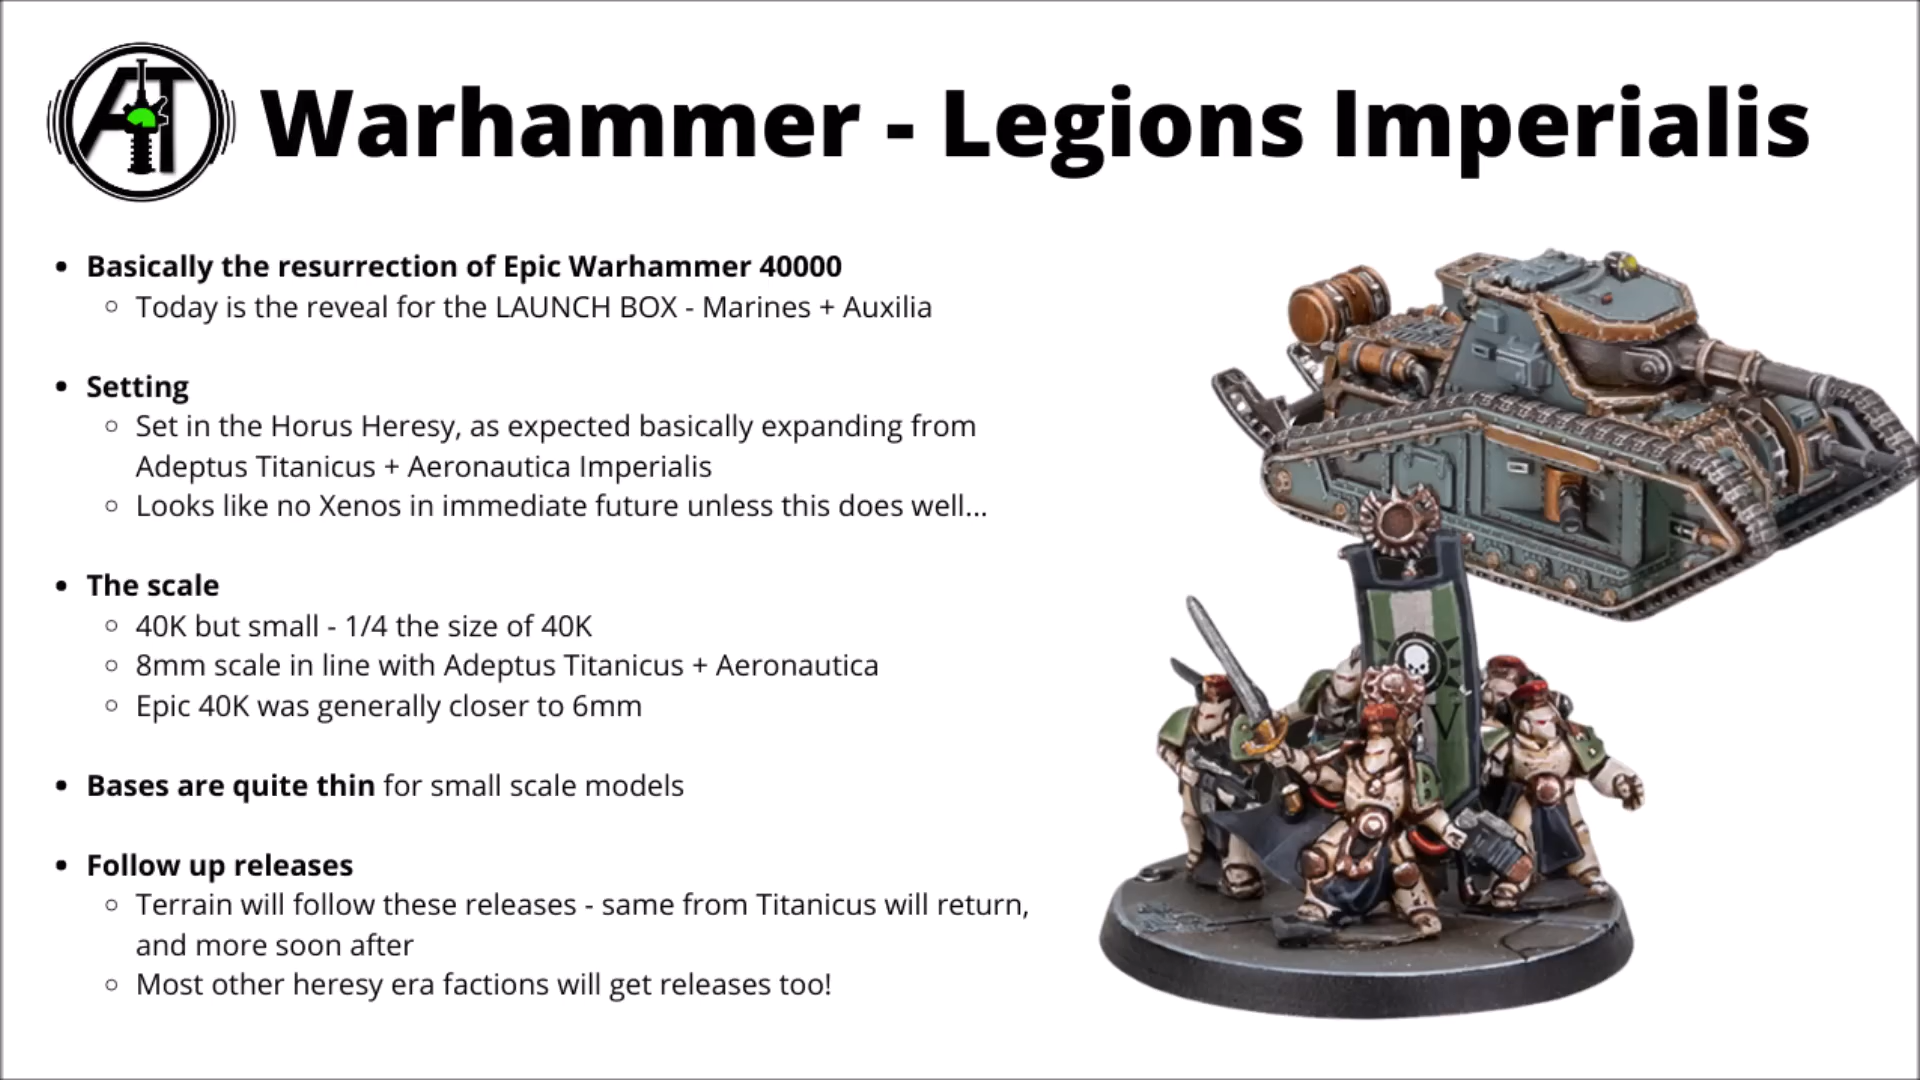 AT
Warhammer - Legions Imperialis
• Basically the resurrection of Epic Warhammer 40000
○ Today is the reveal for the LAUNCH BOX - Marines + Auxilia
• Setting
○ Set in the Horus Heresy, as expected basically expanding from
Adeptus Titanicus + Aeronautica Imperialis
○ Looks like no Xenos in immediate future unless this does well...
• The scale
○ 40K but small - 1/4 the size of 40K
○ 8mm scale in line with Adeptus Titanicus + Aeronautica
○ Epic 40K was generally closer to 6mm
• Bases are quite thin for small scale models
• Follow up releases
○ Terrain will follow these releases - same from Titanicus will return,
and more soon after
○ Most other heresy era factions will get releases too!
V